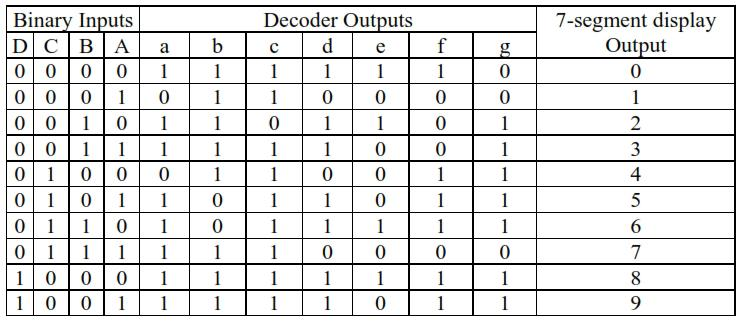 Binary Inputs Decoder Outputs 7-segment display Output
D C B A a b c d e f g
0 0 0 0 1 1 1 1 1 1 0 0
0 0 0 1 0 1 1 0 0 0 0 1
0 0 1 0 1 1 0 1 1 0 1 2
0 0 1 1 1 1 1 1 0 0 1 3
0 1 0 0 0 1 1 0 0 1 1 4
0 1 0 1 1 0 1 1 0 1 1 5
0 1 1 0 1 0 1 1 1 1 1 6
0 1 1 1 1 1 1 0 0 0 0 7
1 0 0 0 1 1 1 1 1 1 1 8
1 0 0 1 1 1 1 1 0 1 1 9